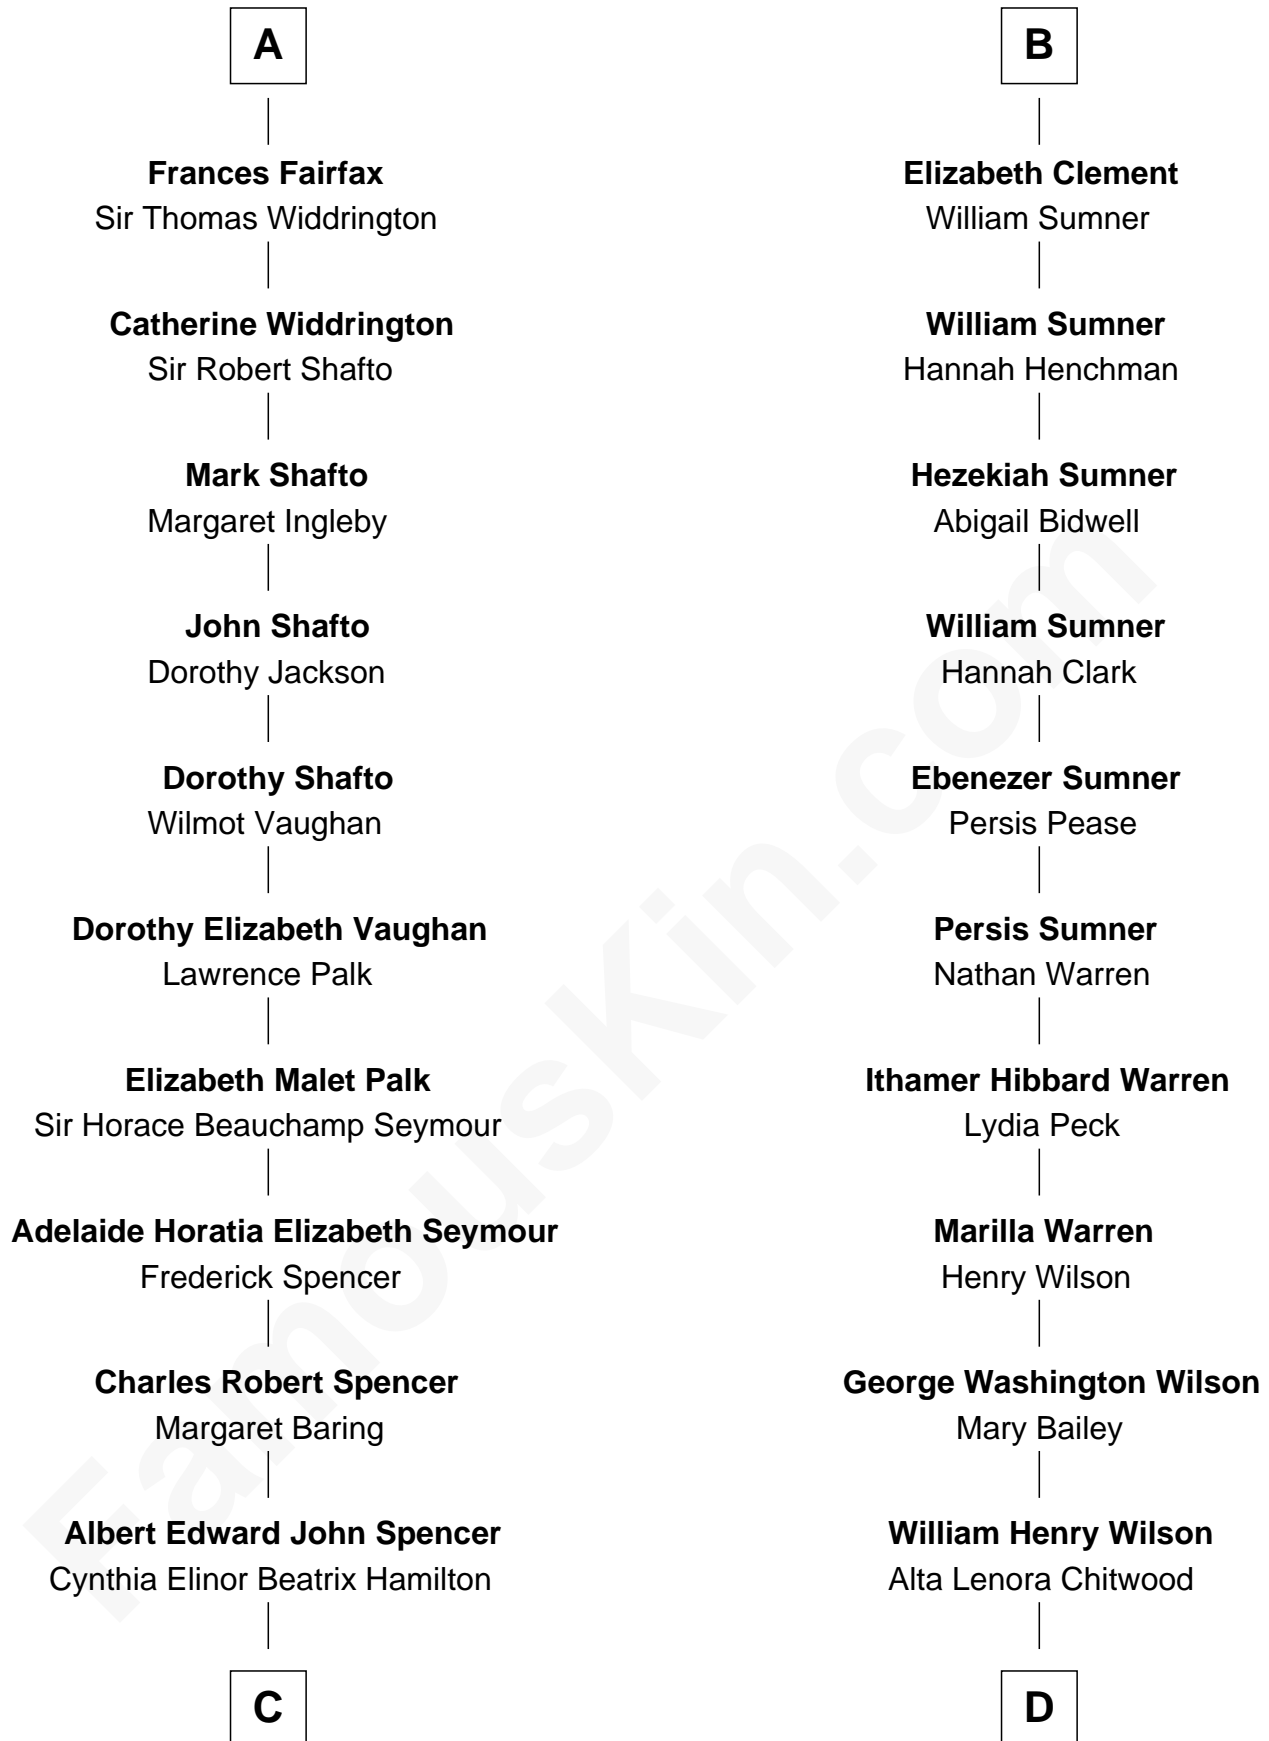 A
Frances Fairfax
Sir Thomas Widdrington
Catherine Widdrington
Sir Robert Shafto
Mark Shafto
Margaret Ingleby
John Shafto
Dorothy Jackson
Dorothy Shafto
Wilmot Vaughan
Dorothy Elizabeth Vaughan
Lawrence Palk
Elizabeth Malet Palk
Sir Horace Beauchamp Seymour
Adelaide Horatia Elizabeth Seymour
Frederick Spencer
Charles Robert Spencer
Margaret Baring
Albert Edward John Spencer
Cynthia Elinor Beatrix Hamilton
C
B
Elizabeth Clement
William Sumner
William Sumner
Hannah Henchman
Hezekiah Sumner
Abigail Bidwell
William Sumner
Hannah Clark
Ebenezer Sumner
Persis Pease
Persis Sumner
Nathan Warren
Ithamer Hibbard Warren
Lydia Peck
Marilla Warren
Henry Wilson
George Washington Wilson
Mary Bailey
William Henry Wilson
Alta Lenora Chitwood
D
FamousKin.com